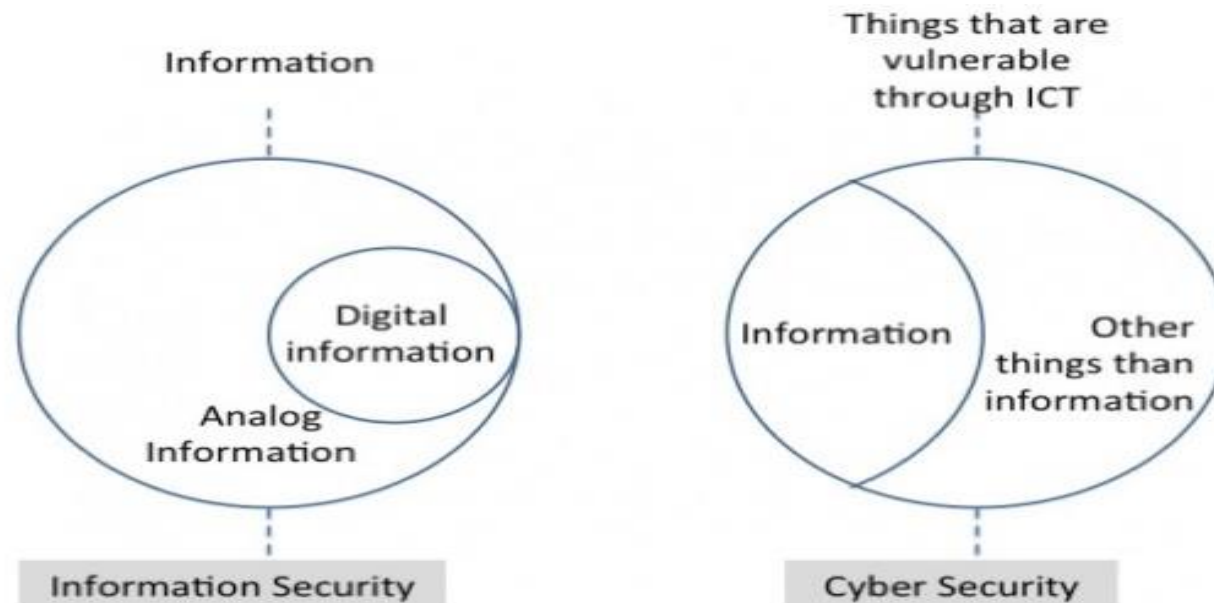 Information
Digital
information
Analog
Information
Information Security
Things that are
vulnerable
through ICT
Information
Other
things than
information
Cyber Security